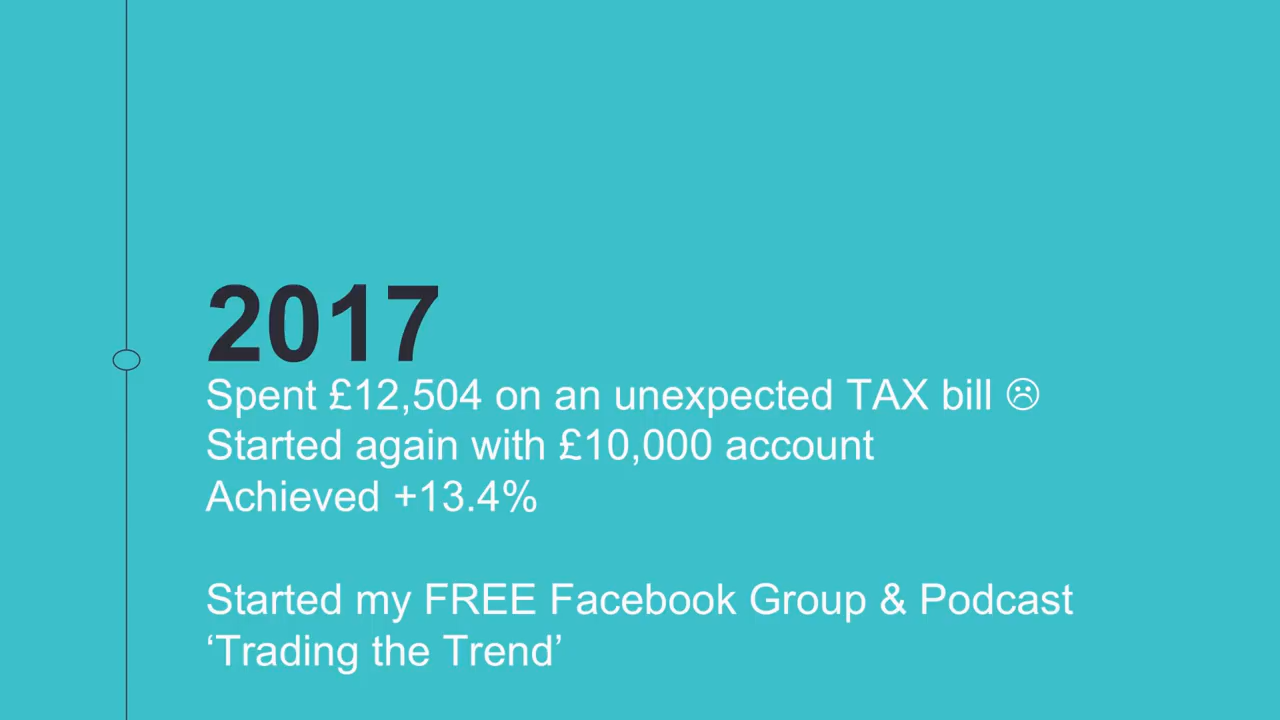 2017
Spent £12,504 on an unexpected TAX bill ☹
Started again with £10,000 account
Achieved +13.4%
Started my FREE Facebook Group & Podcast
‘Trading the Trend’